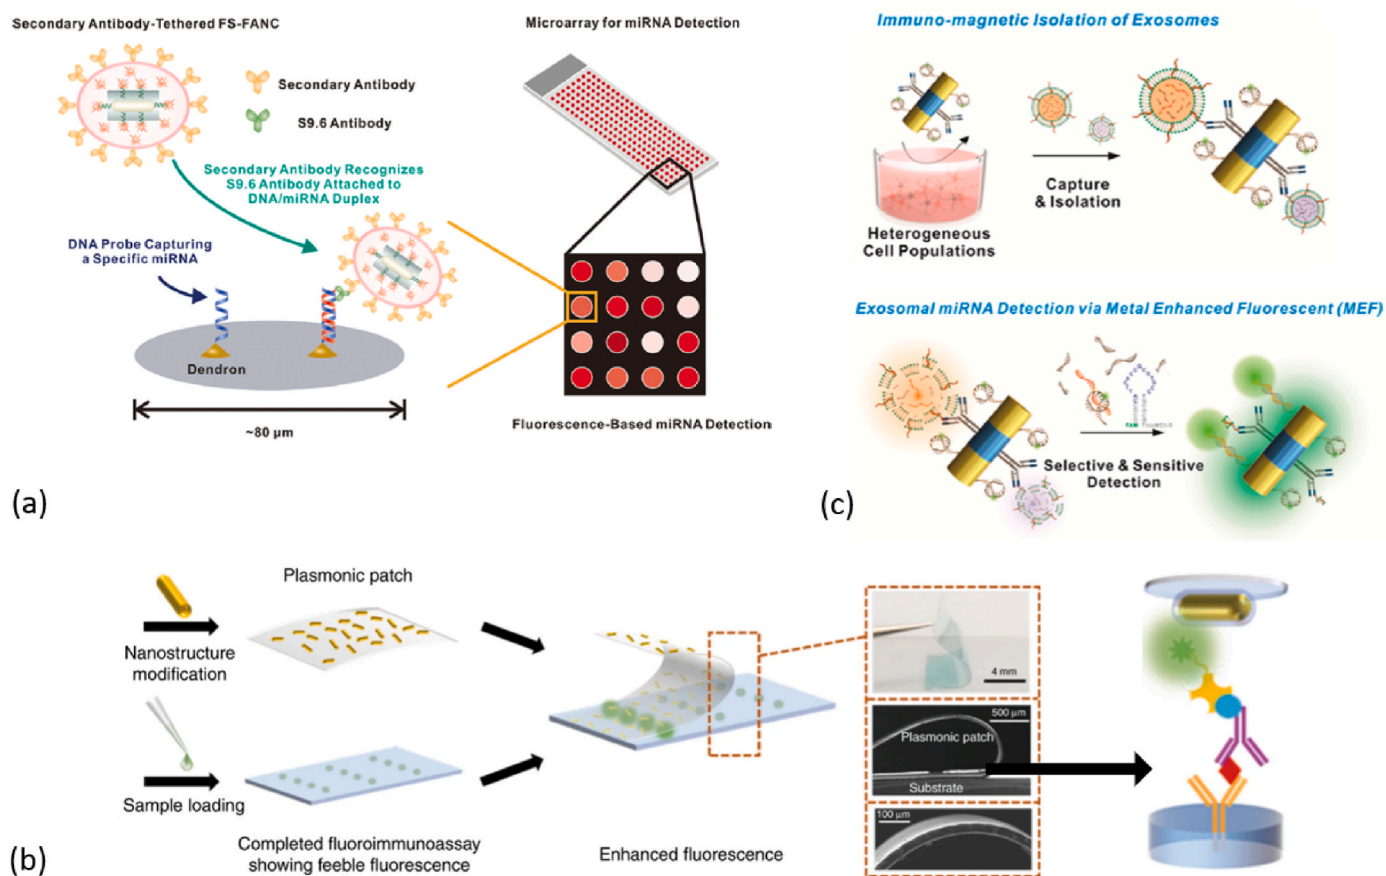 Secondary Antibody-Tethered FS-FANC
Secondary Antibody
S9.6 Antibody
Secondary Antibody Recognizes
S9.6 Antibody Attached to
DNA/miRNA Duplex
DNA Probe Capturing
a Specific miRNA
Dendron
~80 μm
Microarray for miRNA Detection
Fluorescence-Based miRNA Detection
(a)
Immuno-magnetic Isolation of Exosomes
Heterogeneous
Cell Populations
Capture
& Isolation
Exosomal miRNA Detection via Metal Enhanced Fluorescent (MEF)
FAM
Selective & Sensitive
Detection
(c)
Nanostructure
modification
Plasmonic patch
Sample loading
Completed fluoroimmunoassay
showing feeble fluorescence
Enhanced fluorescence
4 mm
500 μm
Plasmonic patch
Substrate
100 μm
(b)